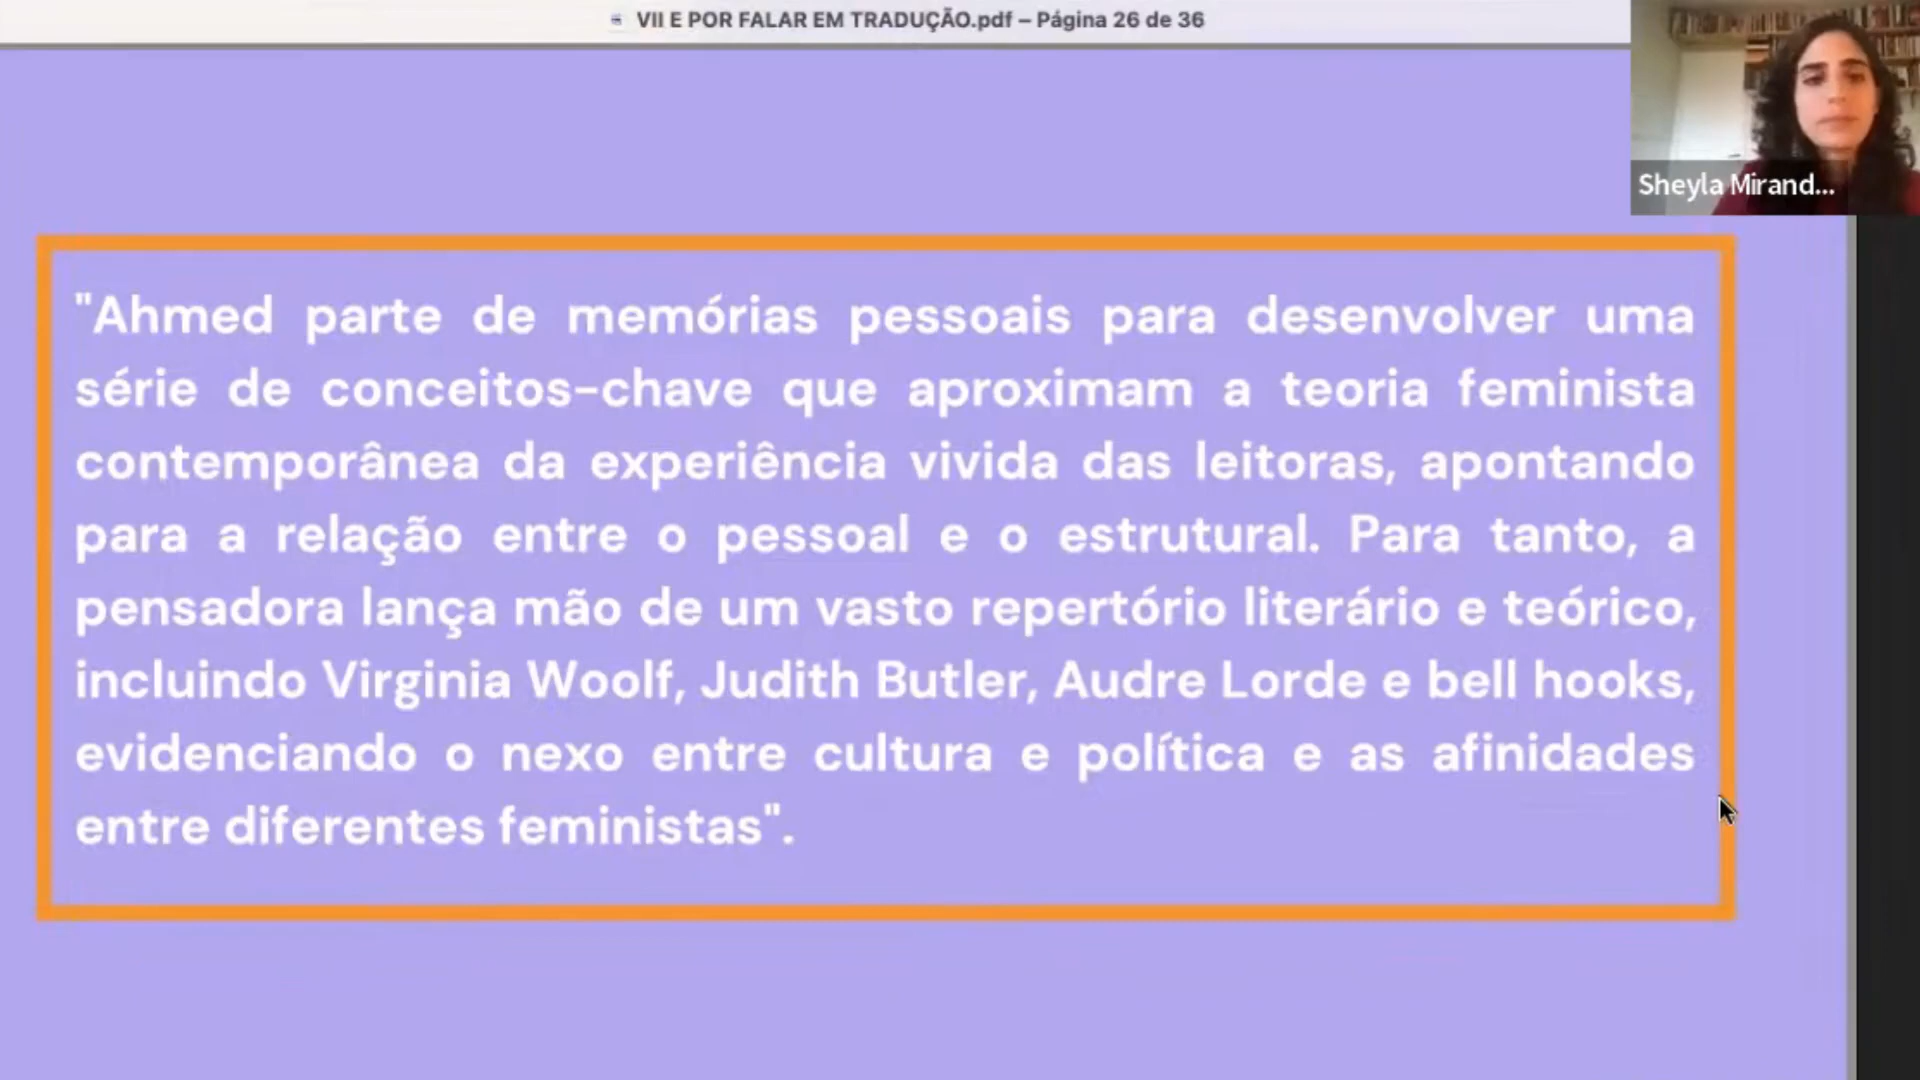 VII E POR FALAR EM TRADUÇÃO.pdf – Página 26 de 36
Sheyla Mirand...
"Ahmed parte de memórias pessoais para desenvolver uma
série de conceitos-chave que aproximam a teoria feminista
contemporânea da experiência vivida das leitoras, apontando
para a relação entre o pessoal e o estrutural. Para tanto, a
pensadora lança mão de um vasto repertório literário e teórico,
incluindo Virginia Woolf, Judith Butler, Audre Lorde e bell hooks,
evidenciando o nexo entre cultura e política e as afinidades
entre diferentes feministas".